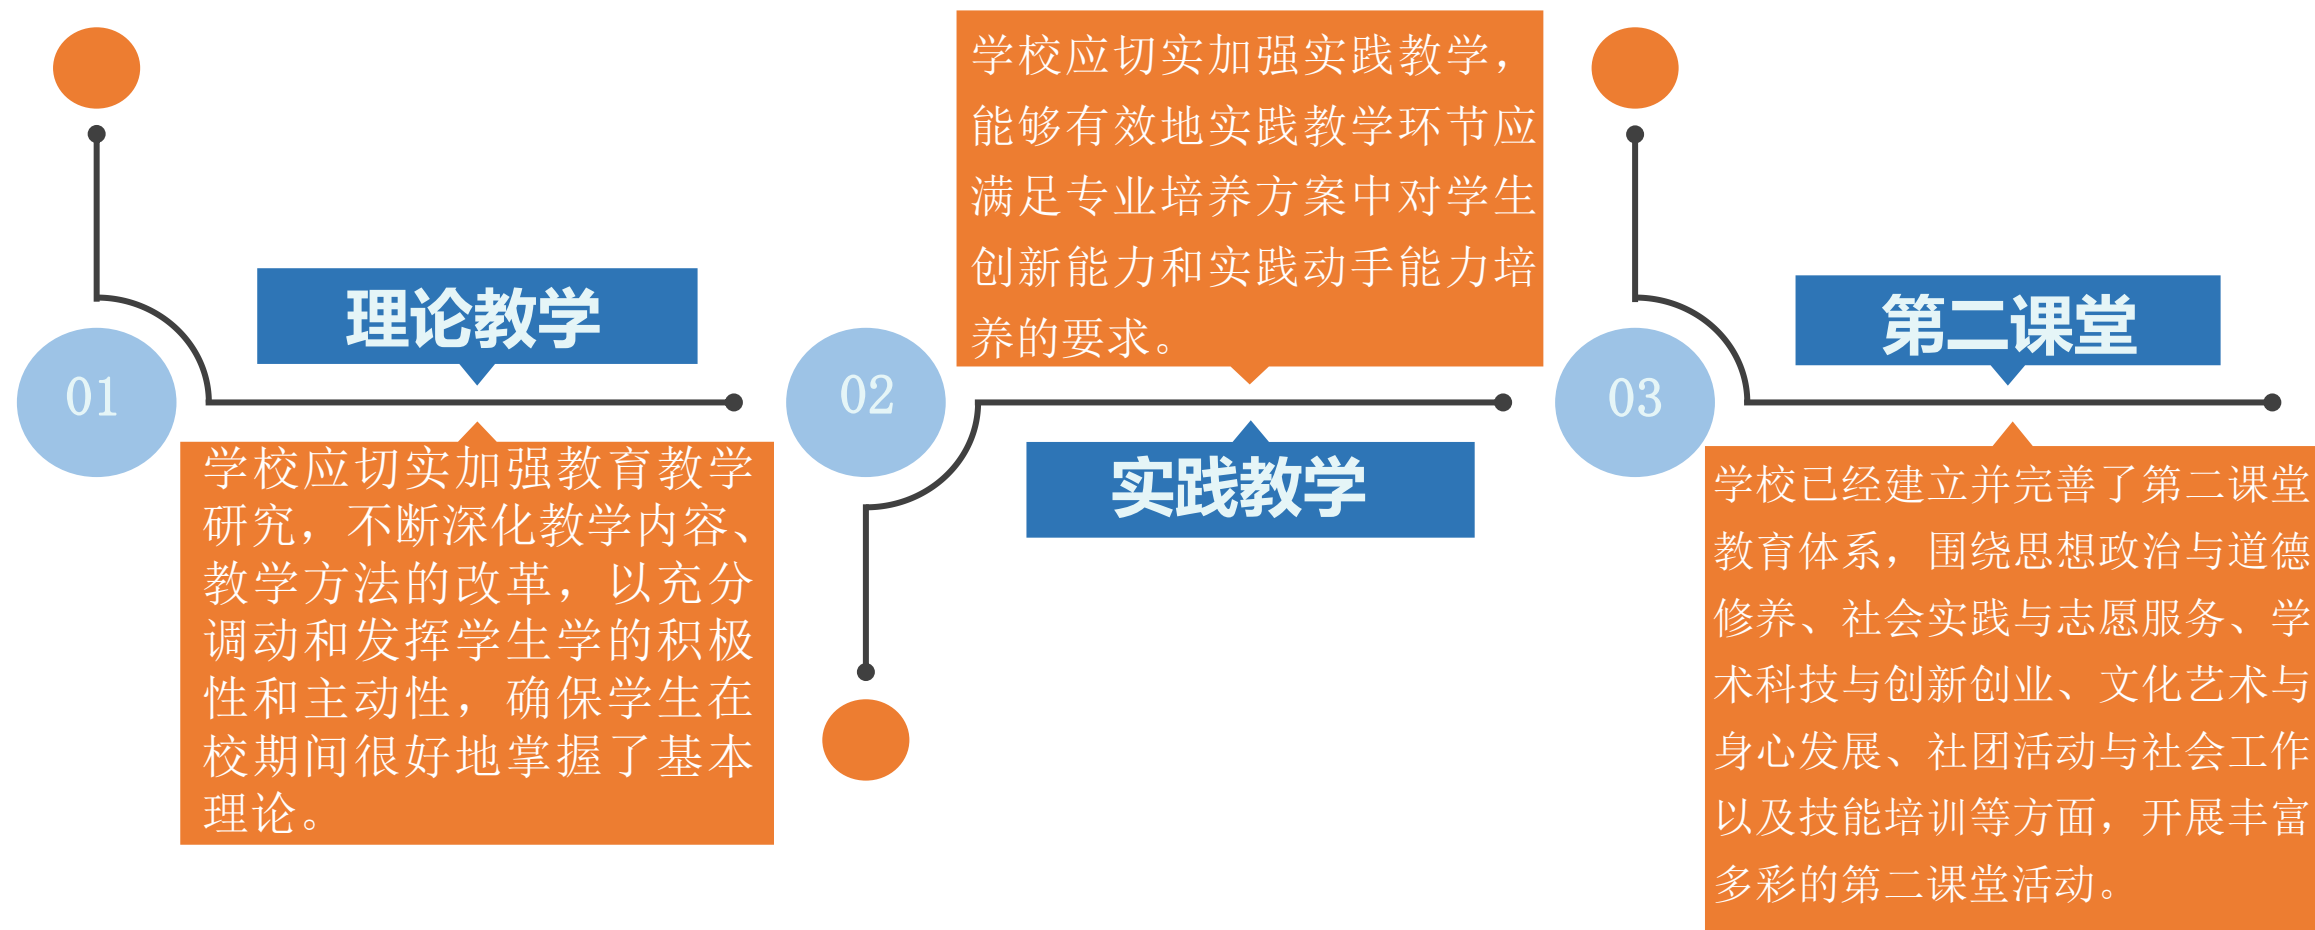 01
理论教学
学校应切实加强教育教学
研究，不断深化教学内容、
教学方法的改革，以充分
调动和发挥学生学的积极
性和主动性，确保学生在
校期间很好地掌握了基本
理论。
02
学校应切实加强实践教学，
能够有效地实践教学环节应
满足专业培养方案中对学生
创新能力和实践动手能力培
养的要求。
实践教学
03
第二课堂
学校已经建立并完善了第二课堂
教育体系，围绕思想政治与道德
修养、社会实践与志愿服务、学
术科技与创新创业、文化艺术与
身心发展、社团活动与社会工作
以及技能培训等方面，开展丰富
多彩的第二课堂活动。